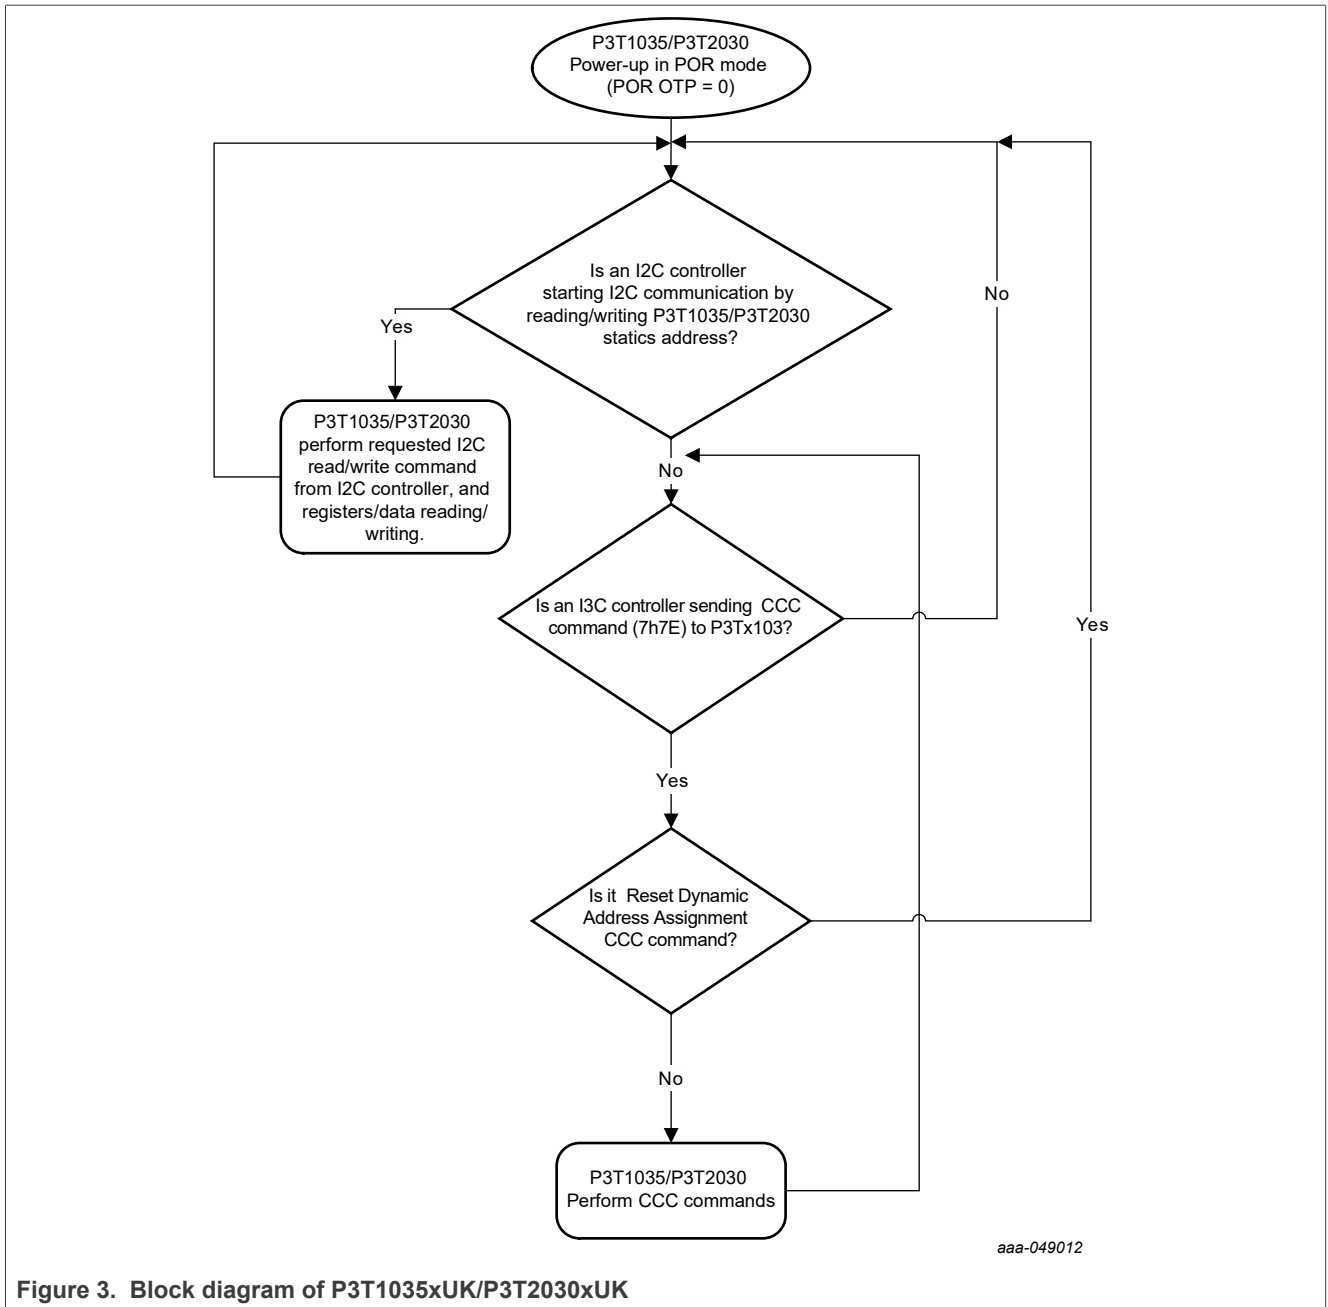 P3T1035/P3T2030
Power-up in POR mode
(POR OTP = 0)
Is an I2C controller
starting I2C communication by
reading/writing P3T1035/P3T2030
statics address?
No
Yes
P3T1035/P3T2030
perform requested I2C
read/write command
from I2C controller, and
registers/data reading/
writing.
No
Is an I3C controller sending CCC
command (7h7E) to P3Tx103?
Yes
Yes
Is it Reset Dynamic
Address Assignment
CCC command?
No
P3T1035/P3T2030
Perform CCC commands
aaa-049012
Figure 3. Block diagram of P3T1035xUK/P3T2030xUK